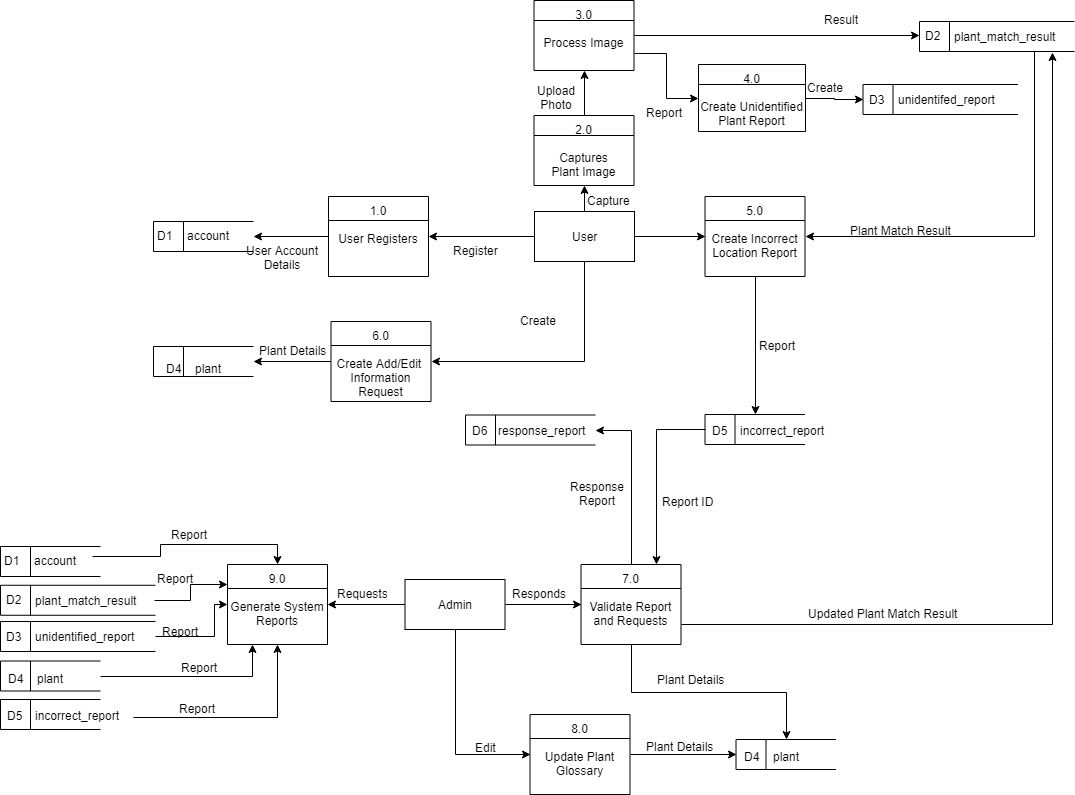 3.0
Process Image
Result
D2
plant_match_result
Upload
Photo
Report
4.0
Create Unidentified
Plant Report
Create
D3
unidentifed_report
2.0
Captures
Plant Image
Capture
D1
account
User Account
Details
1.0
User Registers
Register
User
5.0
Create Incorrect
Location Report
Plant Match Result
Create
D4
plant
Plant Details
6.0
Create Add/Edit
Information
Request
Report
D6
response_report
D5
incorrect_report
Response
Report
Report ID
D1
account
Report
D2
plant_match_result
Report
D3
unidentified_report
Report
D4
plant
Report
D5
incorrect_report
Report
9.0
Generate System
Reports
Requests
Admin
Responds
7.0
Validate Report
and Requests
Updated Plant Match Result
Plant Details
Edit
8.0
Update Plant
Glossary
Plant Details
D4
plant